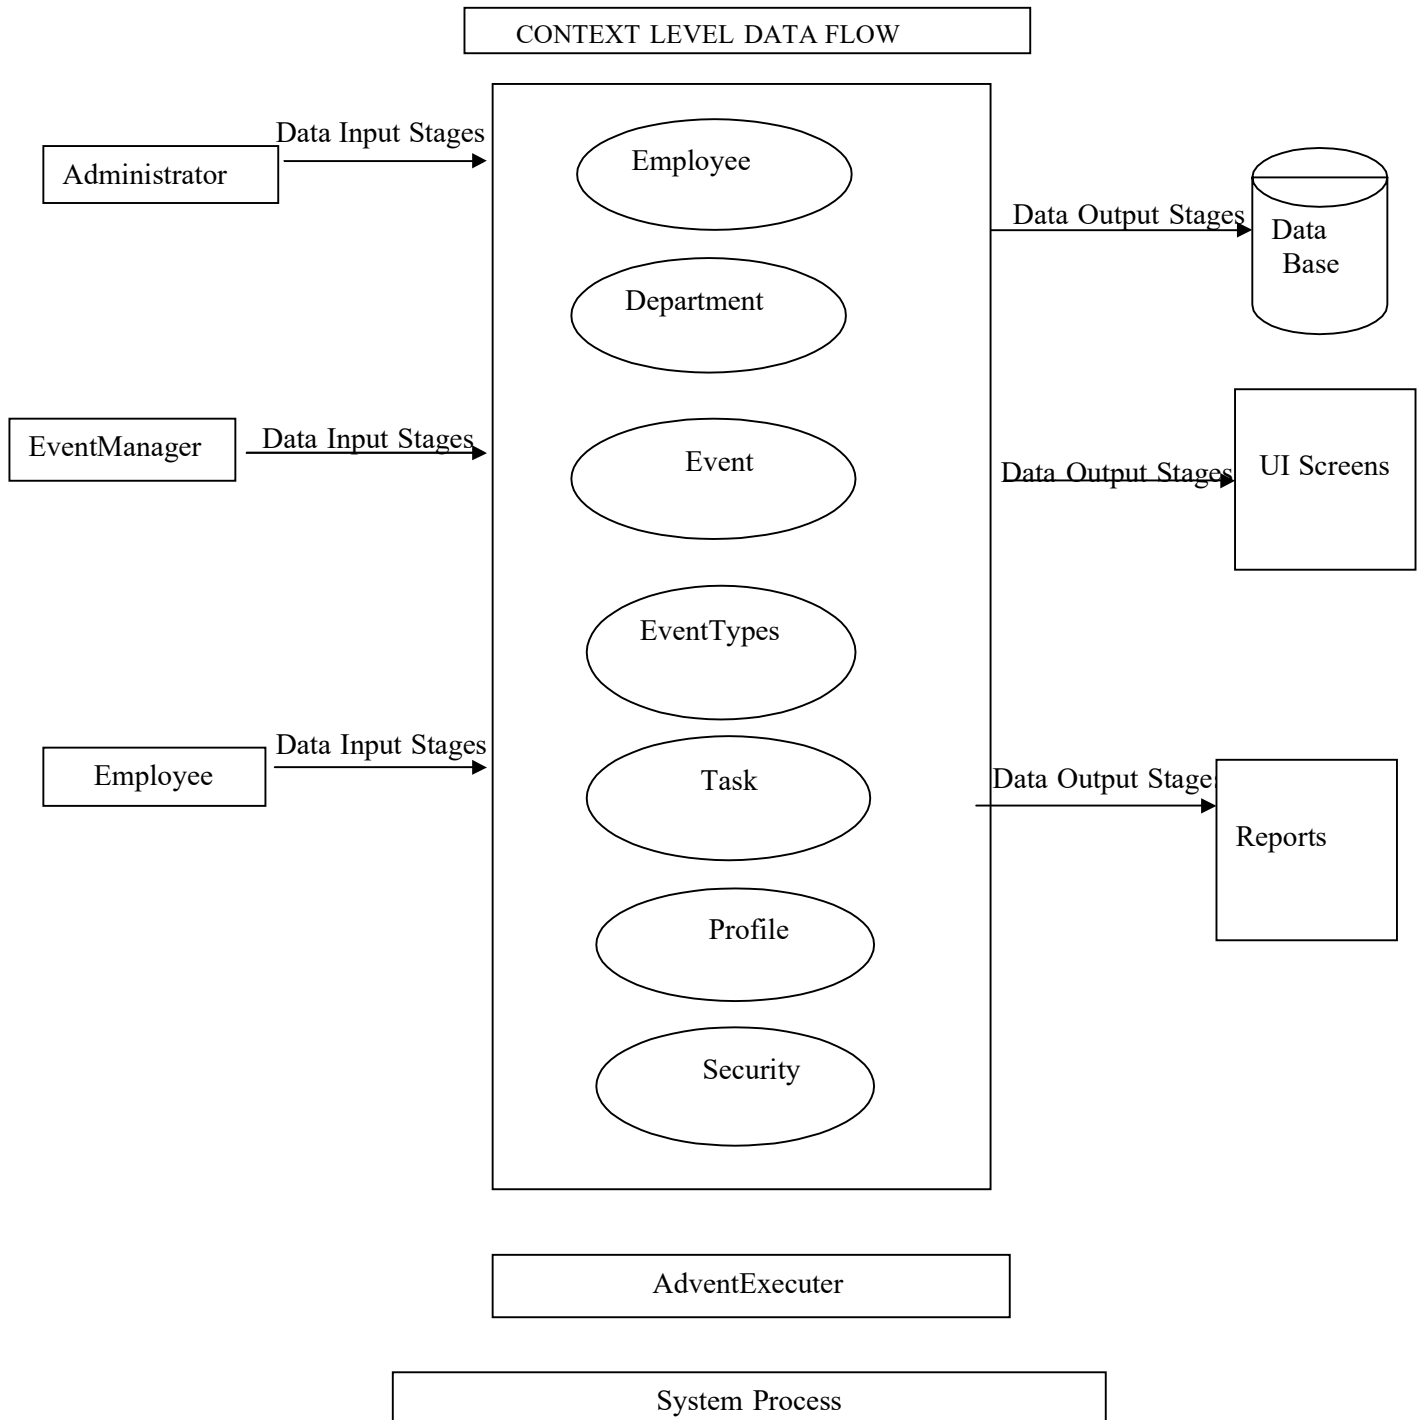 CONTEXT LEVEL DATA FLOW
Data Input Stages
Administrator
Employee
Data Output Stages
Data
Base
Department
EventManager
Data Input Stages
Event
Data Output Stages
UI Screens
EventTypes
Data Input Stages
Employee
Task
Data Output Stages
Reports
Profile
Security
AdventExecuter
System Process